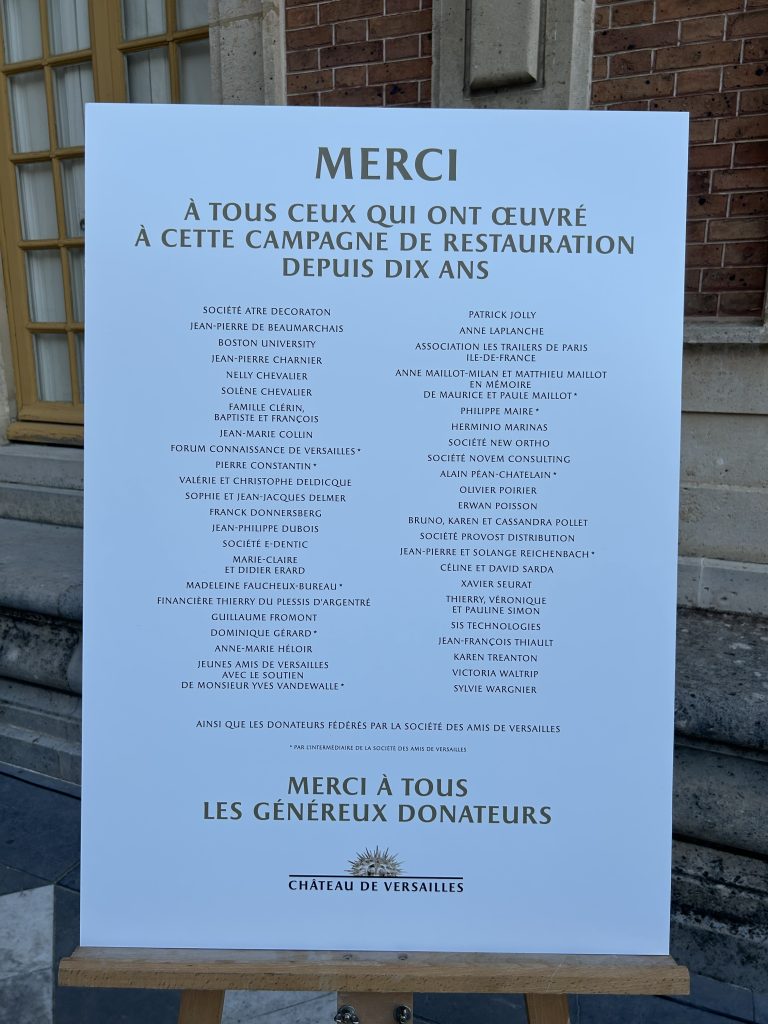 MERCI
À TOUS CEUX QUI ONT ŒUVRÉ
À CETTE CAMPAGNE DE RESTAURATION
DEPUIS DIX ANS
SOCIÉTÉ ATRE DECORATON
JEAN-PIERRE DE BEAUMARCHAIS
BOSTON UNIVERSITY
JEAN-PIERRE CHARNIER
NELLY CHEVALIER
SOLÈNE CHEVALIER
FAMILLE CLÉRIN,
BAPTISTE ET FRANÇOIS
JEAN-MARIE COLLIN
FORUM CONNAISSANCE DE VERSAILLES*
PIERRE CONSTANTIN*
VALÉRIE ET CHRISTOPHE DELDICQUE
SOPHIE ET JEAN-JACQUES DELMER
FRANCK DONNERSBERG
JEAN-PHILIPPE DUBOIS
SOCIÉTÉ E-DENTIC
MARIE-CLAIRE
ET DIDIER ERARD
MADELEINE FAUCHEUX-BUREAU*
FINANCIÈRE THIERRY DU PLESSIS D'ARGENTRÉ
GUILLAUME FROMONT
DOMINIQUE GÉRARD*
ANNE-MARIE HÉLOIR
JEUNES AMIS DE VERSAILLES
AVEC LE SOUTIEN
DE MONSIEUR YVES VANDEWALLE*
PATRICK JOLLY
ANNE LAPLANCHE
ASSOCIATION LES TRAILERS DE PARIS
ILE-DE-FRANCE
ANNE MAILLOT-MILAN ET MATTHIEU MAILLOT
EN MÉMOIRE
DE MAURICE ET PAULE MAILLOT*
PHILIPPE MAIRE*
HERMINIO MARINAS
SOCIÉTÉ NEW ORTHO
SOCIÉTÉ NOVEM CONSULTING
ALAIN PÉAN-CHATELAIN*
OLIVIER POIRIER
ERWAN POISSON
BRUNO, KAREN ET CASSANDRA POLLET
SOCIÉTÉ PROVOST DISTRIBUTION
JEAN-PIERRE ET SOLANGE REICHENBACH*
CÉLINE ET DAVID SARDA
XAVIER SEURAT
THIERRY, VÉRONIQUE
ET PAULINE SIMON
SIS TECHNOLOGIES
JEAN-FRANÇOIS THIAULT
KAREN TREANTON
VICTORIA WALTRIP
SYLVIE WARGNIER
AINSI QUE LES DONATEURS FÉDÉRÉS PAR LA SOCIÉTÉ DES AMIS DE VERSAILLES
* PAR L'INTERMÉDIAIRE DE LA SOCIÉTÉ DES AMIS DE VERSAILLES
MERCI À TOUS
LES GÉNÉREUX DONATEURS
CHÂTEAU DE VERSAILLES